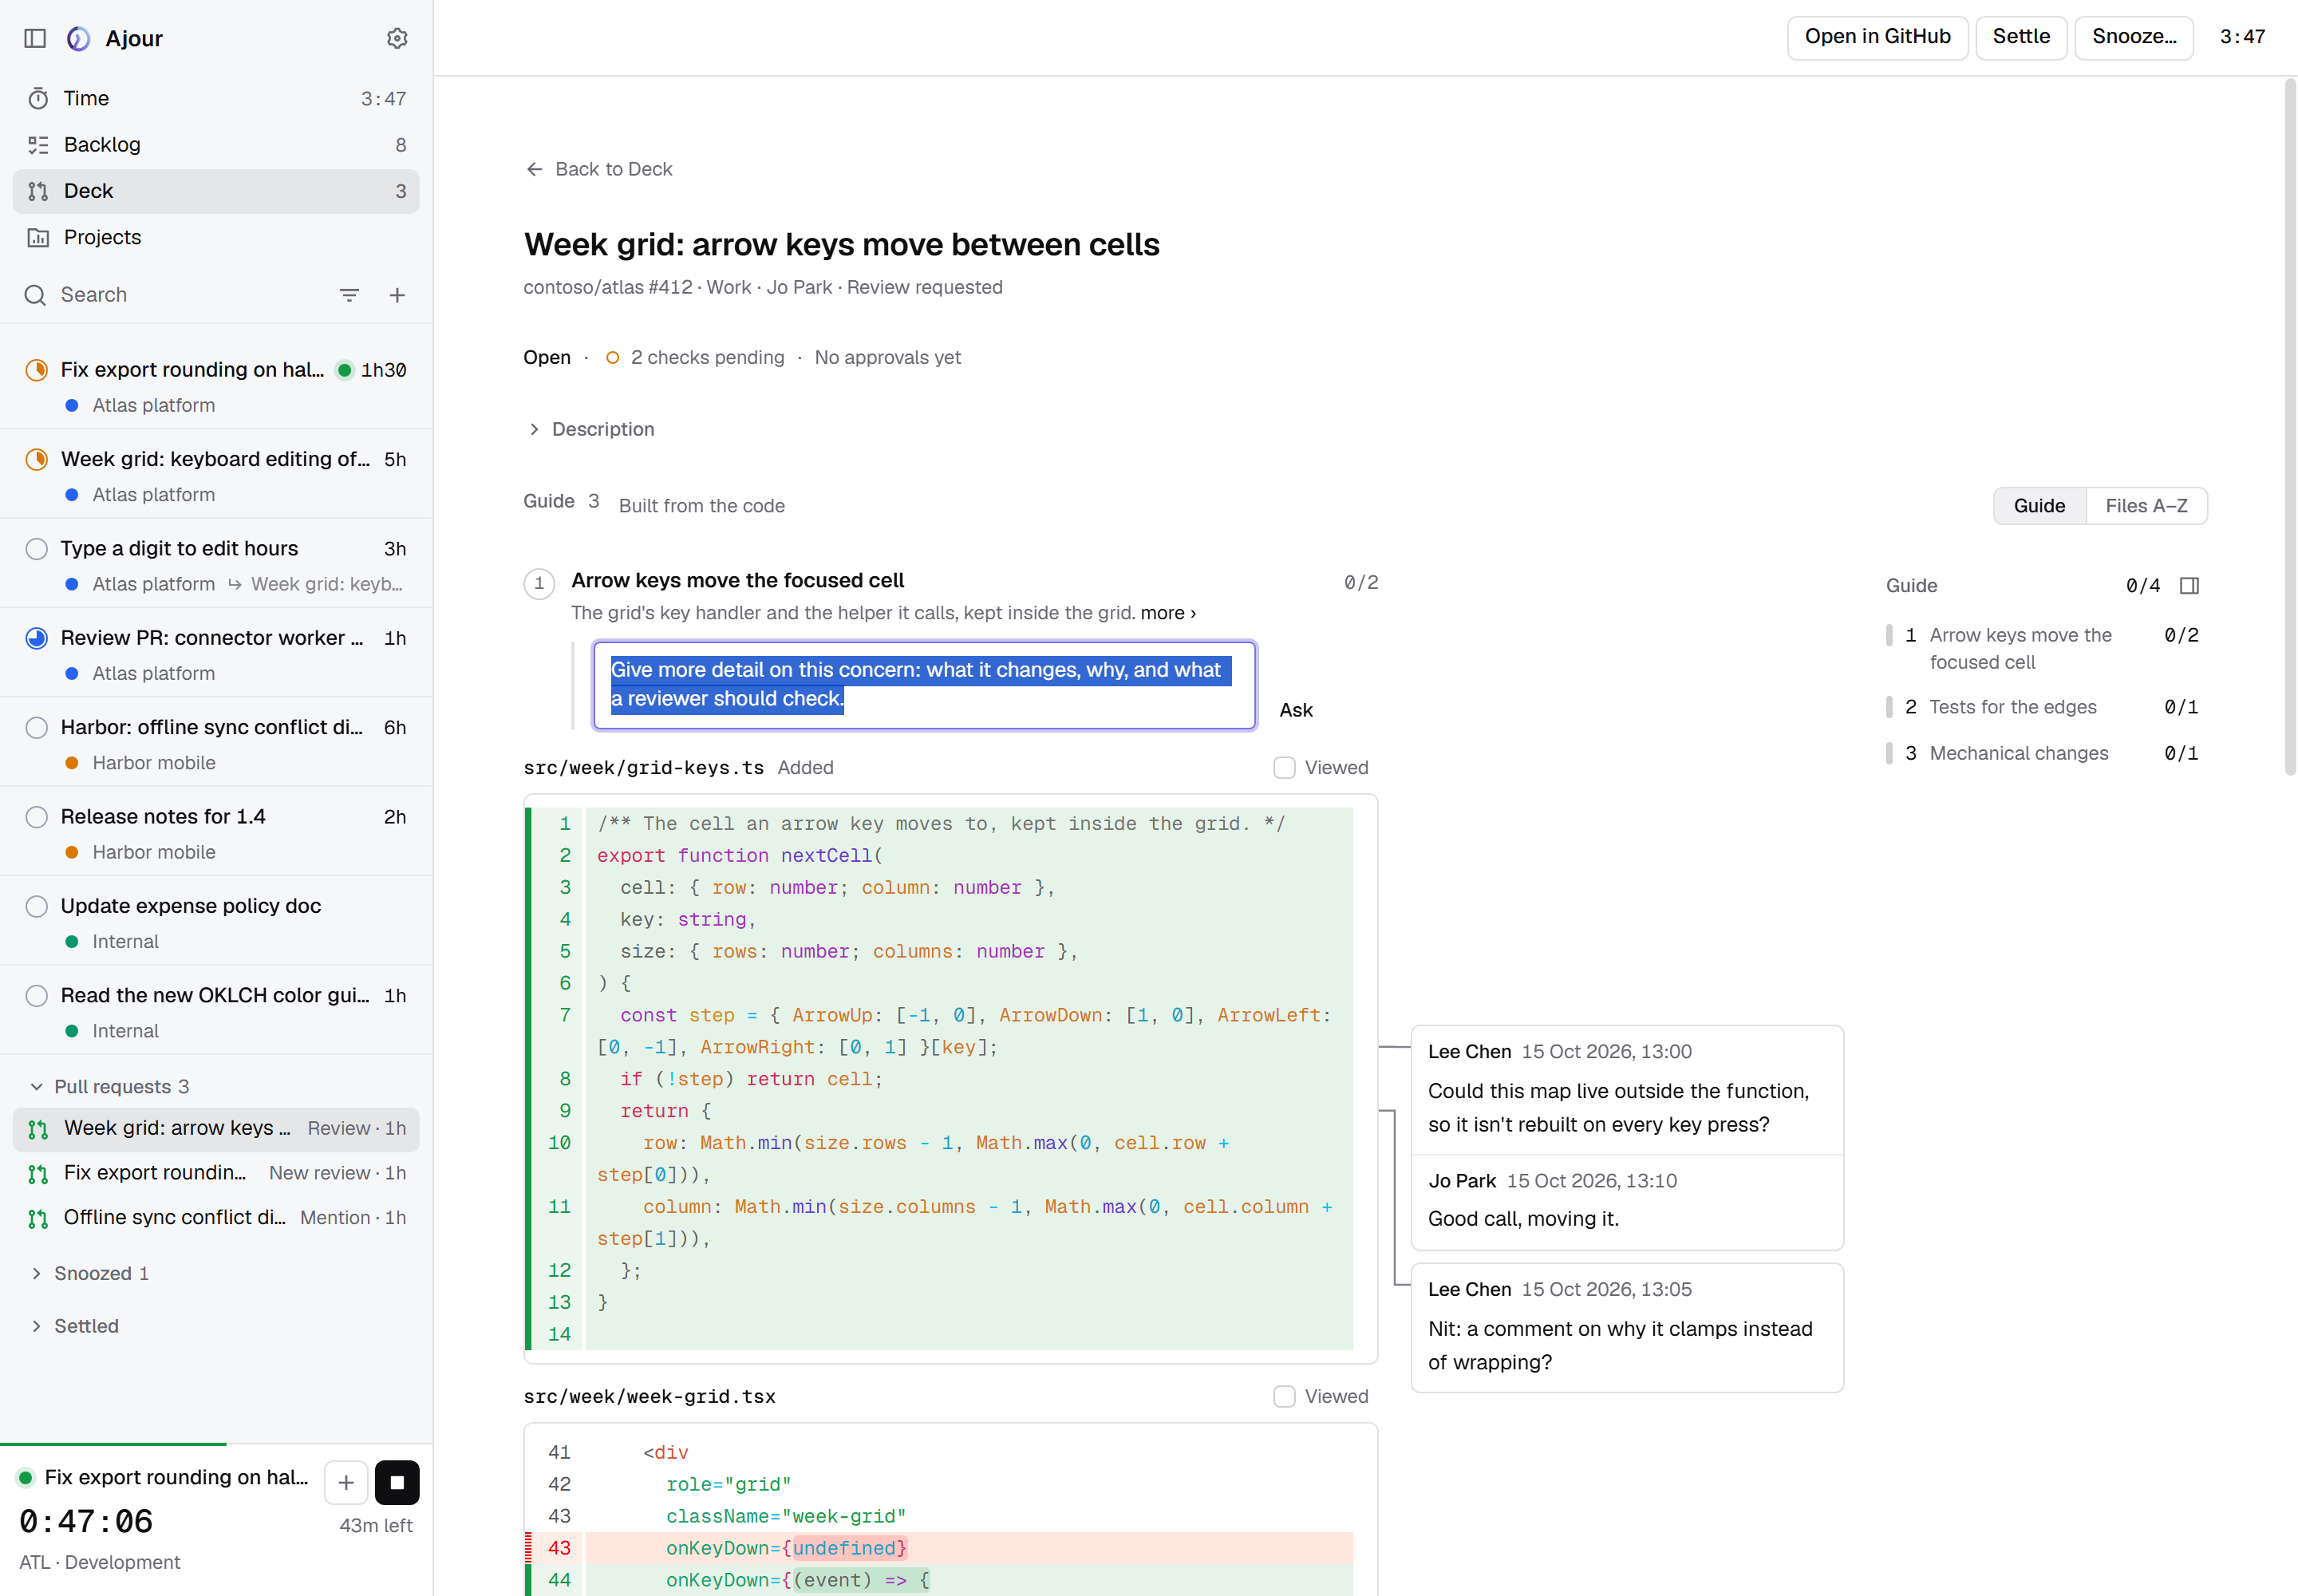 Ajour
Time 3:47
Backlog 8
Deck 3
Projects
Search
Fix export rounding on hal... 1h30
Atlas platform
Week grid: keyboard editing of... 5h
Atlas platform
Type a digit to edit hours 3h
Atlas platform ↳ Week grid: keyb...
Review PR: connector worker ... 1h
Atlas platform
Harbor: offline sync conflict di... 6h
Harbor mobile
Release notes for 1.4 2h
Harbor mobile
Update expense policy doc
Internal
Read the new OKLCH color gui... 1h
Internal
Pull requests 3
Week grid: arrow keys ... Review · 1h
Fix export roundin... New review · 1h
Offline sync conflict di... Mention · 1h
Snoozed 1
Settled
Fix export rounding on hal...
0:47:06 43m left
ATL · Development
Open in GitHub Settle Snooze... 3:47
← Back to Deck
Week grid: arrow keys move between cells
contoso/atlas #412 · Work · Jo Park · Review requested
Open · 2 checks pending · No approvals yet
Description
Guide 3 Built from the code Guide Files A–Z
1 Arrow keys move the focused cell 0/2
The grid's key handler and the helper it calls, kept inside the grid. more ›
Give more detail on this concern: what it changes, why, and what
a reviewer should check.
Ask
src/week/grid-keys.ts Added Viewed
1 /** The cell an arrow key moves to, kept inside the grid. */
2 export function nextCell(
3 cell: { row: number; column: number },
4 key: string,
5 size: { rows: number; columns: number },
6 ) {
7 const step = { ArrowUp: [-1, 0], ArrowDown: [1, 0], ArrowLeft:
[0, -1], ArrowRight: [0, 1] }[key];
8 if (!step) return cell;
9 return {
10 row: Math.min(size.rows - 1, Math.max(0, cell.row +
step[0])),
11 column: Math.min(size.columns - 1, Math.max(0, cell.column +
step[1])),
12 };
13 }
14
src/week/week-grid.tsx Viewed
41 <div
42 role="grid"
43 className="week-grid"
43 onKeyDown={undefined}
44 onKeyDown={(event) => {
Lee Chen 15 Oct 2026, 13:00
Could this map live outside the function,
so it isn't rebuilt on every key press?
Jo Park 15 Oct 2026, 13:10
Good call, moving it.
Lee Chen 15 Oct 2026, 13:05
Nit: a comment on why it clamps instead
of wrapping?
Guide 0/4
1 Arrow keys move the 0/2
focused cell
2 Tests for the edges 0/1
3 Mechanical changes 0/1